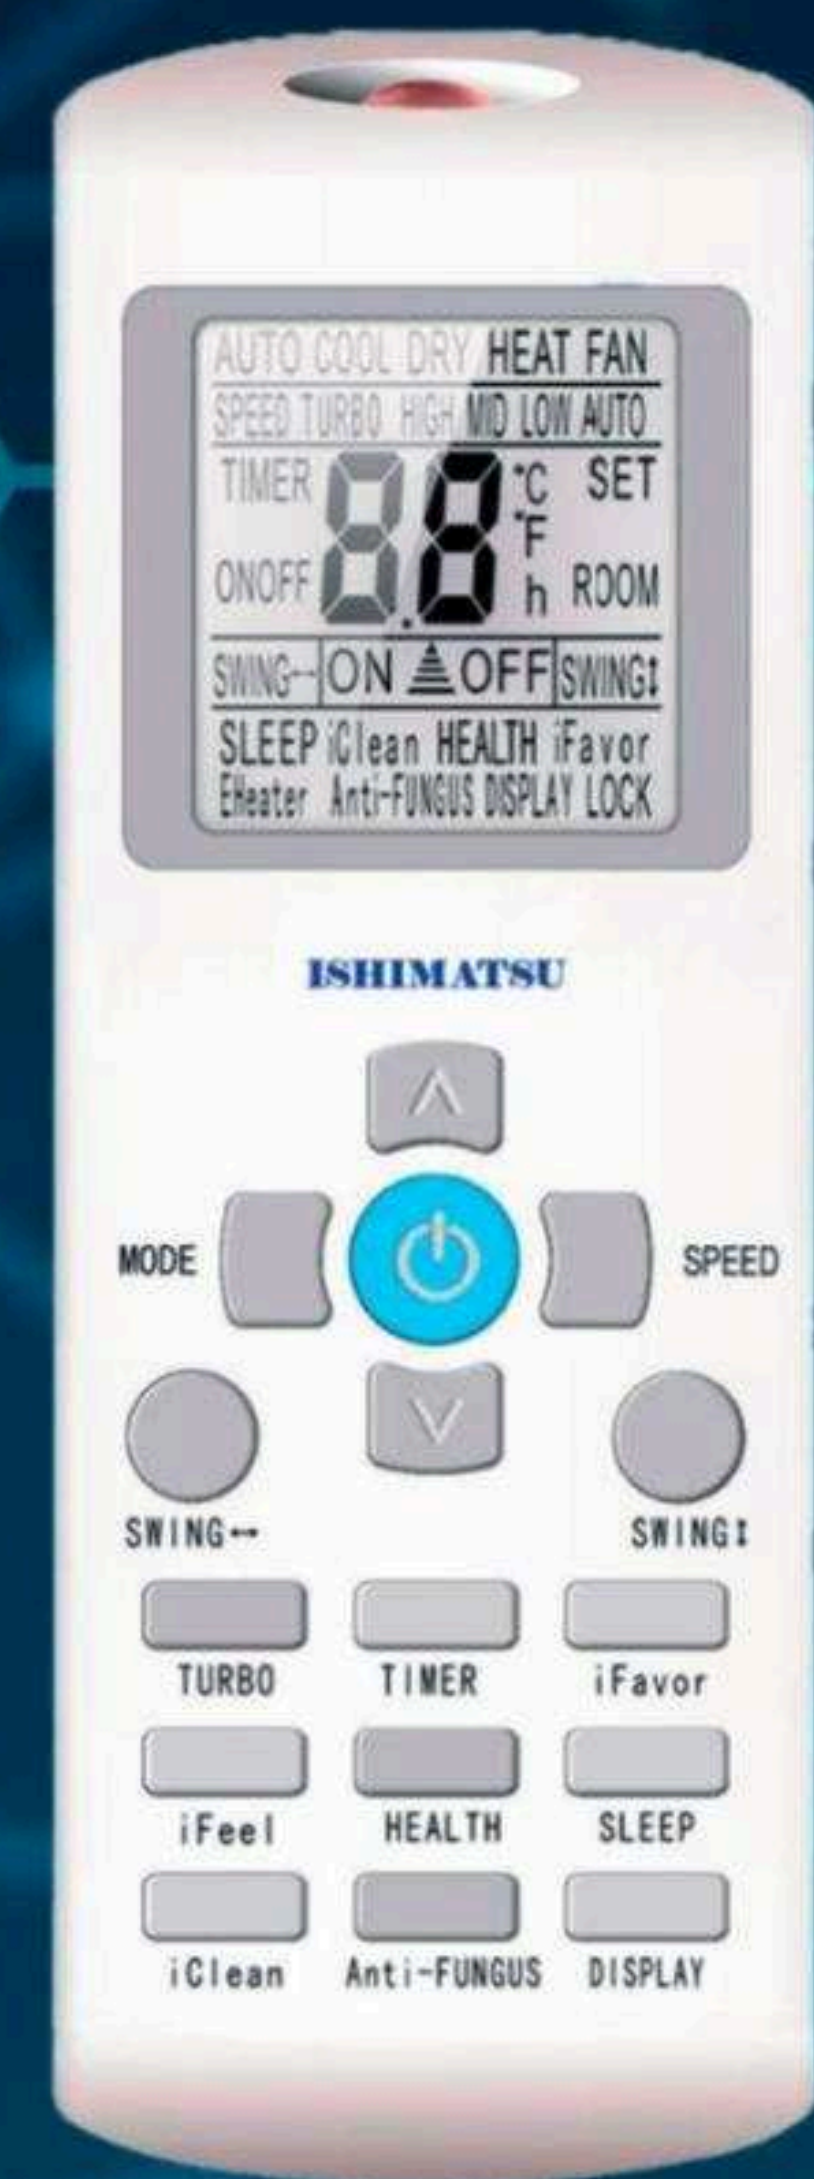 AUTO COOL DRY HEAT FAN
SPEED TURBO HIGH MID LOW AUTO
TIMER 8.8 °C SET
°F
ONOFF h ROOM
SWING↔ ON OFF SWING↕
SLEEP iClean HEALTH iFavor
EHeater Anti-FUNGUS DISPLAY LOCK
ISHIMATSU
MODE SPEED
SWING↔ SWING↕
TURBO TIMER iFavor
iFeel HEALTH SLEEP
iClean Anti-FUNGUS DISPLAY